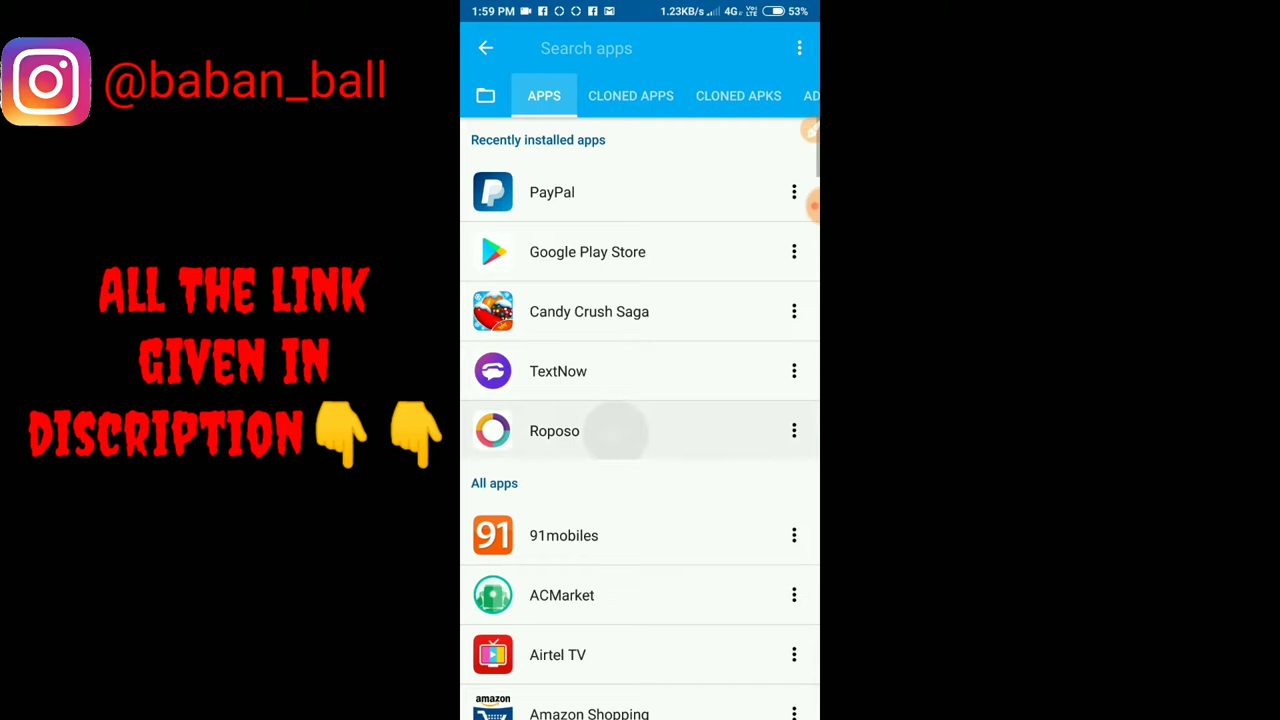 @baban_ball
ALL THE LINK
GIVEN IN
DISCRIPTION👇👇
1:59 PM
1.23KB/s 4G VoLTE 53%
Search apps
APPS CLONED APPS CLONED APKS AD
Recently installed apps
PayPal
Google Play Store
Candy Crush Saga
TextNow
Roposo
All apps
91
91mobiles
ACMarket
Airtel TV
amazon
Amazon Shopping